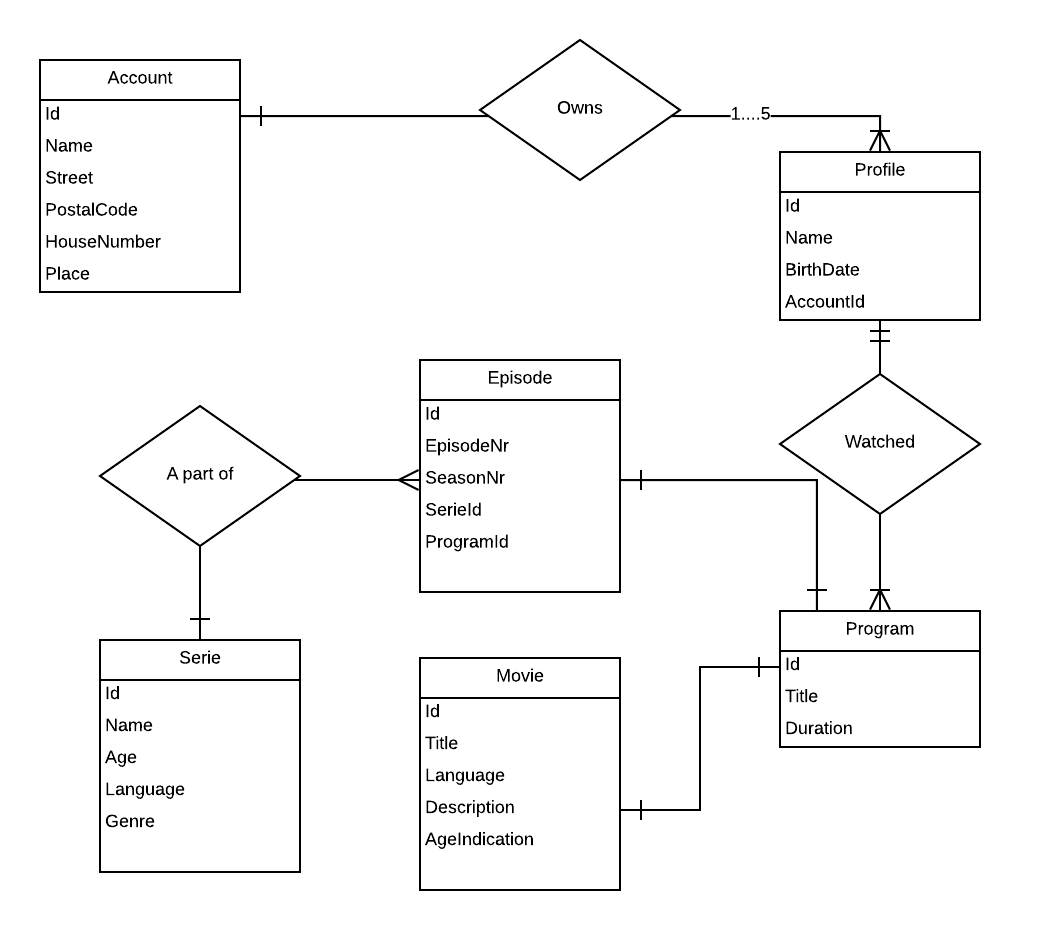 Account
Id
Name
Street
PostalCode
HouseNumber
Place
Owns
1....5
Profile
Id
Name
BirthDate
AccountId
Watched
Episode
Id
EpisodeNr
SeasonNr
SerieId
ProgramId
A part of
Serie
Id
Name
Age
Language
Genre
Movie
Id
Title
Language
Description
AgeIndication
Program
Id
Title
Duration